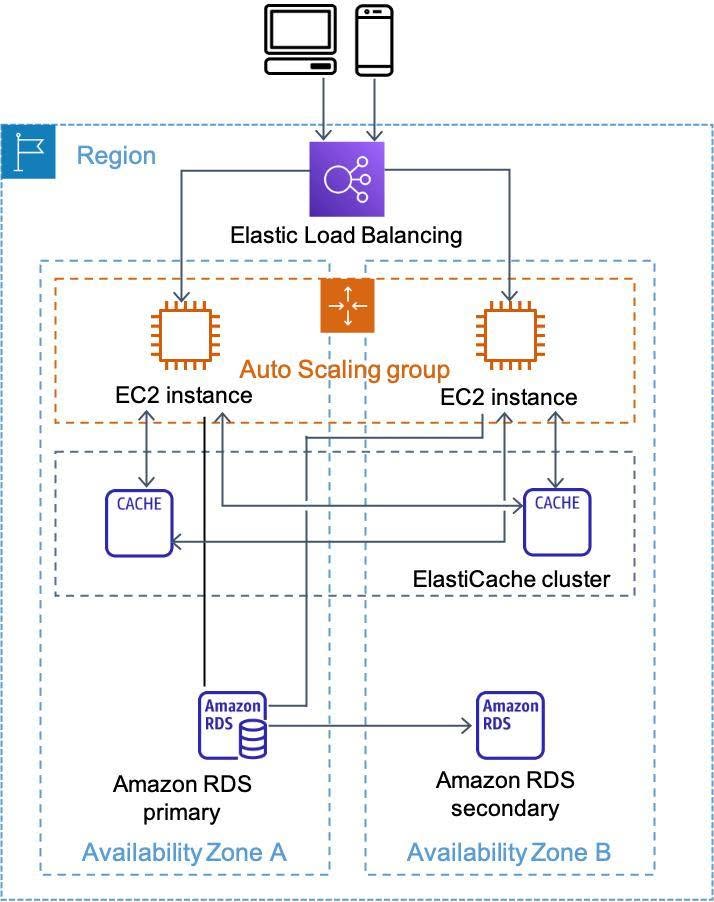 Region
Elastic Load Balancing
Auto Scaling group
EC2 instance
EC2 instance
CACHE
CACHE
ElastiCache cluster
Amazon
RDS
Amazon
RDS
Amazon RDS
primary
Amazon RDS
secondary
Availability Zone A
Availability Zone B